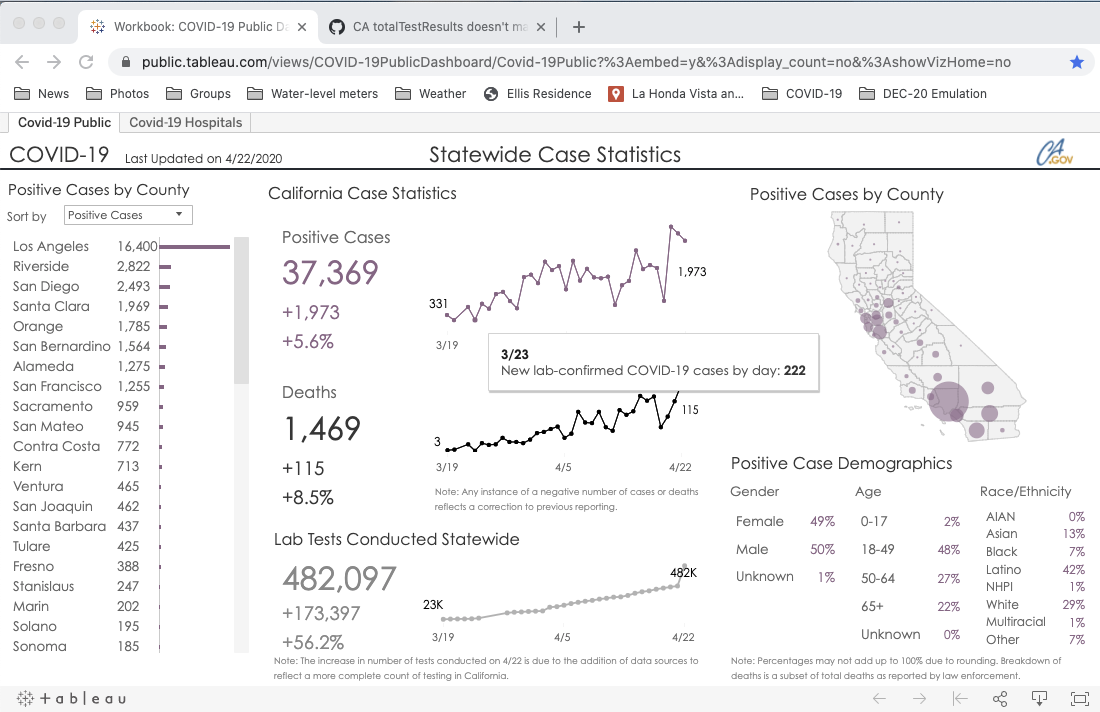 Workbook: COVID-19 Public D
CA totalTestResults doesn't ma
public.tableau.com/views/COVID-19PublicDashboard/Covid-19Public?%3Aembed=y&%3Adisplay_count=no&%3AshowVizHome=no
News Photos Groups Water-level meters Weather Ellis Residence La Honda Vista an... COVID-19 DEC-20 Emulation
Covid-19 Public Covid-19 Hospitals
COVID-19 Last Updated on 4/22/2020 Statewide Case Statistics CA.GOV
Positive Cases by County
Sort by Positive Cases
Los Angeles 16,400
Riverside 2,822
San Diego 2,493
Santa Clara 1,969
Orange 1,785
San Bernardino 1,564
Alameda 1,275
San Francisco 1,255
Sacramento 959
San Mateo 945
Contra Costa 772
Kern 713
Ventura 465
San Joaquin 462
Santa Barbara 437
Tulare 425
Fresno 388
Stanislaus 247
Marin 202
Solano 195
Sonoma 185
California Case Statistics
Positive Cases
37,369
+1,973
+5.6%
331
1,973
3/19
3/23
New lab-confirmed COVID-19 cases by day: 222
Deaths
1,469
+115
+8.5%
3
115
3/19 4/5 4/22
Note: Any instance of a negative number of cases or deaths
reflects a correction to previous reporting.
Lab Tests Conducted Statewide
482,097
+173,397
+56.2%
23K
482K
3/19 4/5 4/22
Note: The increase in number of tests conducted on 4/22 is due to the addition of data sources to
reflect a more complete count of testing in California.
Positive Cases by County
Positive Case Demographics
Gender
Female 49%
Male 50%
Unknown 1%
Age
0-17 2%
18-49 48%
50-64 27%
65+ 22%
Unknown 0%
Race/Ethnicity
AIAN 0%
Asian 13%
Black 7%
Latino 42%
NHPI 1%
White 29%
Multiracial 1%
Other 7%
Note: Percentages may not add up to 100% due to rounding. Breakdown of
deaths is a subset of total deaths as reported by law enforcement.
+ableau